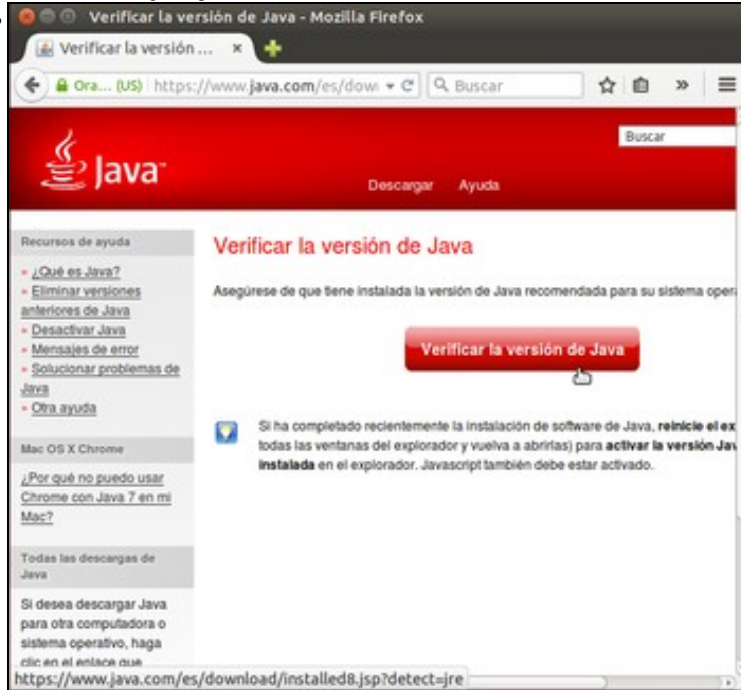 Verificar la versión de Java - Mozilla Firefox
Verificar la versión ... ×
Ora... (US) https://www.java.com/es/dow Buscar
Buscar
Java
Descargar Ayuda
Recursos de ayuda
¿Qué es Java?
Eliminar versiones
anteriores de Java
Desactivar Java
Mensajes de error
Solucionar problemas de
Java
Otra ayuda
Mac OS X Chrome
¿Por qué no puedo usar
Chrome con Java 7 en mi
Mac?
Todas las descargas de
Java
Si desea descargar Java
para otra computadora o
sistema operativo, haga
clic en el enlace que
Verificar la versión de Java
Asegúrese de que tiene instalada la versión de Java recomendada para su sistema oper
Verificar la versión de Java
Si ha completado recientemente la instalación de software de Java, reinicie el ex
todas las ventanas del explorador y vuelva a abrirlas) para activar la versión Jav
instalada en el explorador. Javascript también debe estar activado.
https://www.java.com/es/download/installed8.jsp?detect=jre